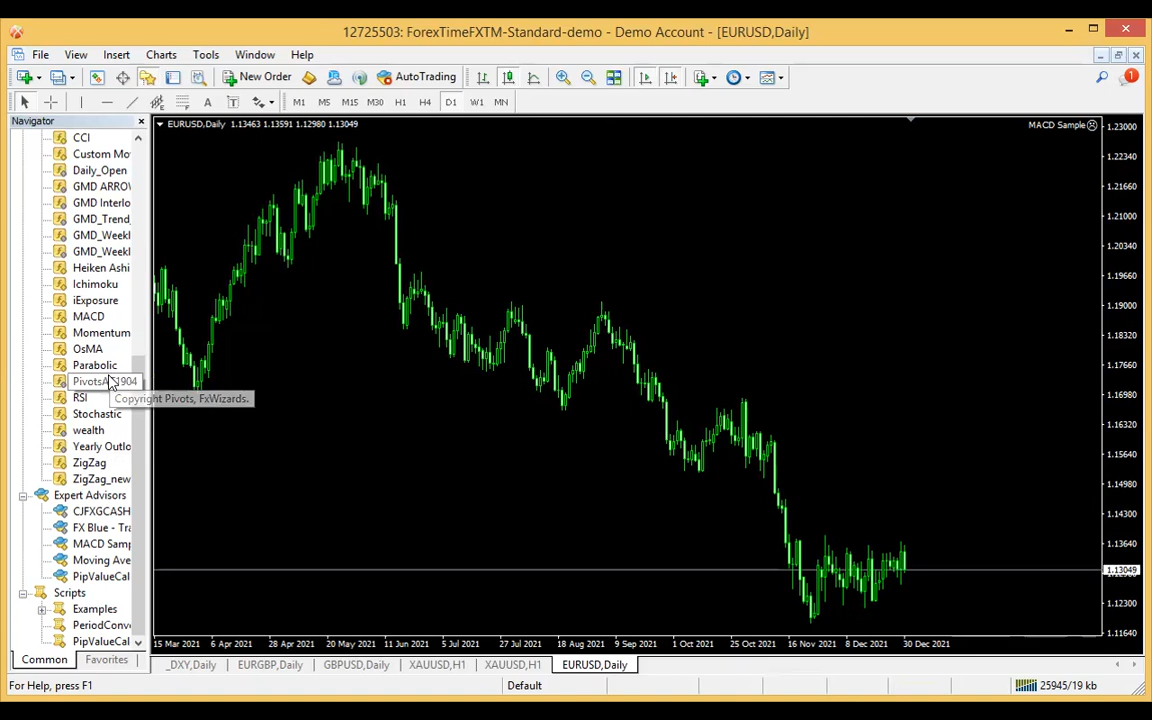 12725503: ForexTimeFXTM-Standard-demo - Demo Account - [EURUSD,Daily]
File View Insert Charts Tools Window Help
New Order AutoTrading 1
M1 M5 M15 M30 H1 H4 D1 W1 MN
Navigator
CCI
Custom Mo
Daily_Open
GMD ARROW
GMD Interlo
GMD_Trend_
GMD_Weekl
GMD_Weekl
Heiken Ashi
Ichimoku
iExposure
MACD
Momentum
OsMA
Parabolic
1904
Copyright Pivots, FxWizards.
RSI
Stochastic
wealth
Yearly Outlo
ZigZag
ZigZag_new
Expert Advisors
CJFXGCASH
FX Blue - Tra
MACD Samp
Moving Ave
PipValueCal
Scripts
Examples
PeriodConv
PipValueCal
Common Favorites
EURUSD,Daily 1.13463 1.13591 1.12980 1.13049
MACD Sample
1.23000
1.22340
1.21660
1.21000
1.20340
1.19660
1.19000
1.18320
1.17660
1.16980
1.16320
1.15640
1.14980
1.14300
1.13640
1.13049
1.12300
1.11640
15 Mar 2021 6 Apr 2021 28 Apr 2021 20 May 2021 11 Jun 2021 5 Jul 2021 27 Jul 2021 18 Aug 2021 9 Sep 2021 1 Oct 2021 25 Oct 2021 16 Nov 2021 8 Dec 2021 30 Dec 2021
_DXY,Daily EURGBP,Daily GBPUSD,Daily XAUUSD,H1 XAUUSD,H1 EURUSD,Daily
For Help, press F1 Default 25945/19 kb